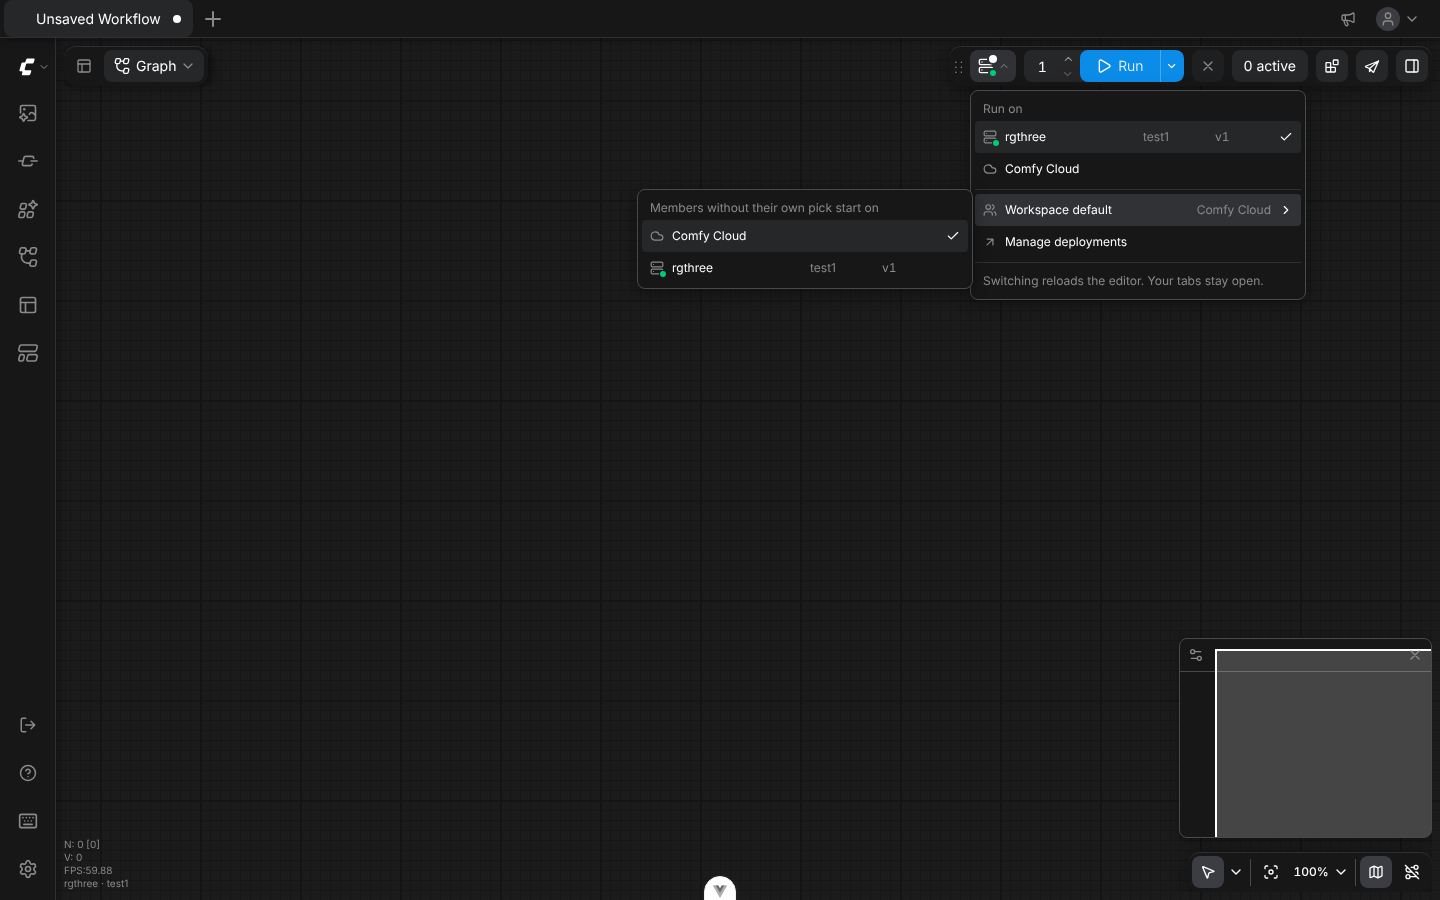 Unsaved Workflow
Graph
1
Run
0 active
Run on
rgthree test1 v1
Comfy Cloud
Workspace default Comfy Cloud
Manage deployments
Switching reloads the editor. Your tabs stay open.
Members without their own pick start on
Comfy Cloud
rgthree test1 v1
N: 0 [0]
V: 0
FPS:59.88
rgthree · test1
100%